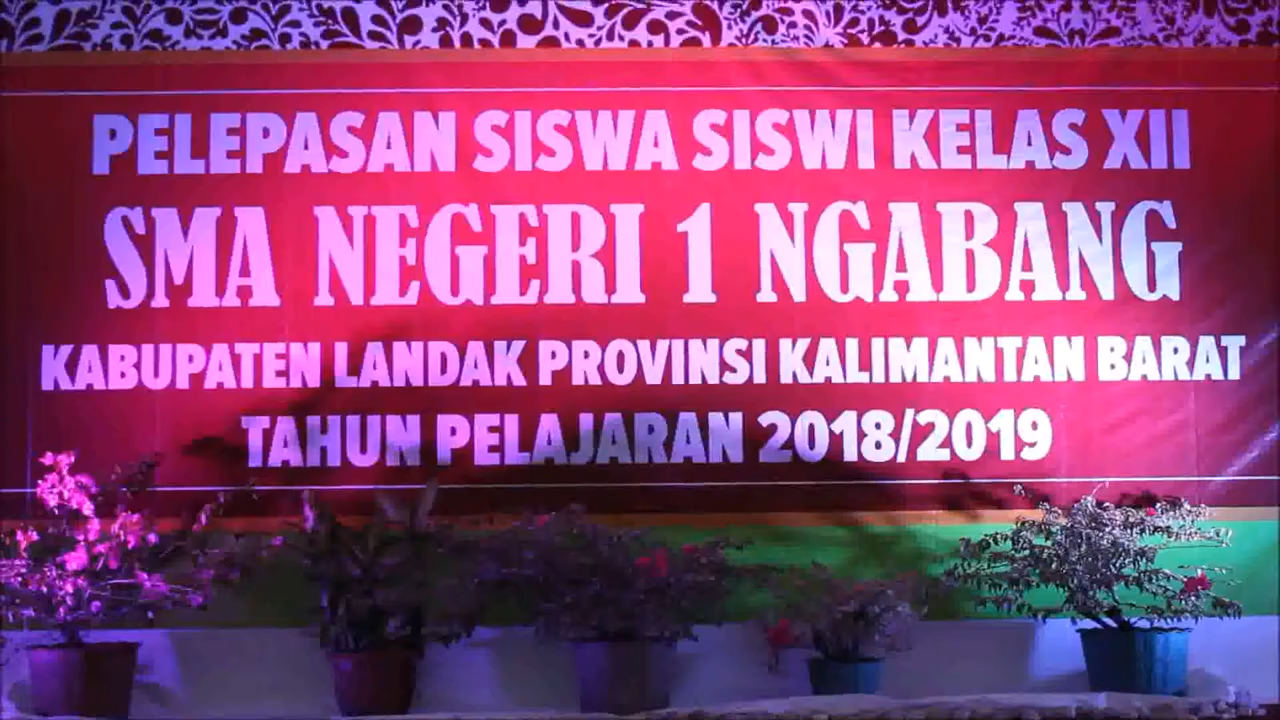 PELEPASAN SISWA SISWI KELAS XII
SMA NEGERI 1 NGABANG
KABUPATEN LANDAK PROVINSI KALIMANTAN BARAT
TAHUN PELAJARAN 2018/2019